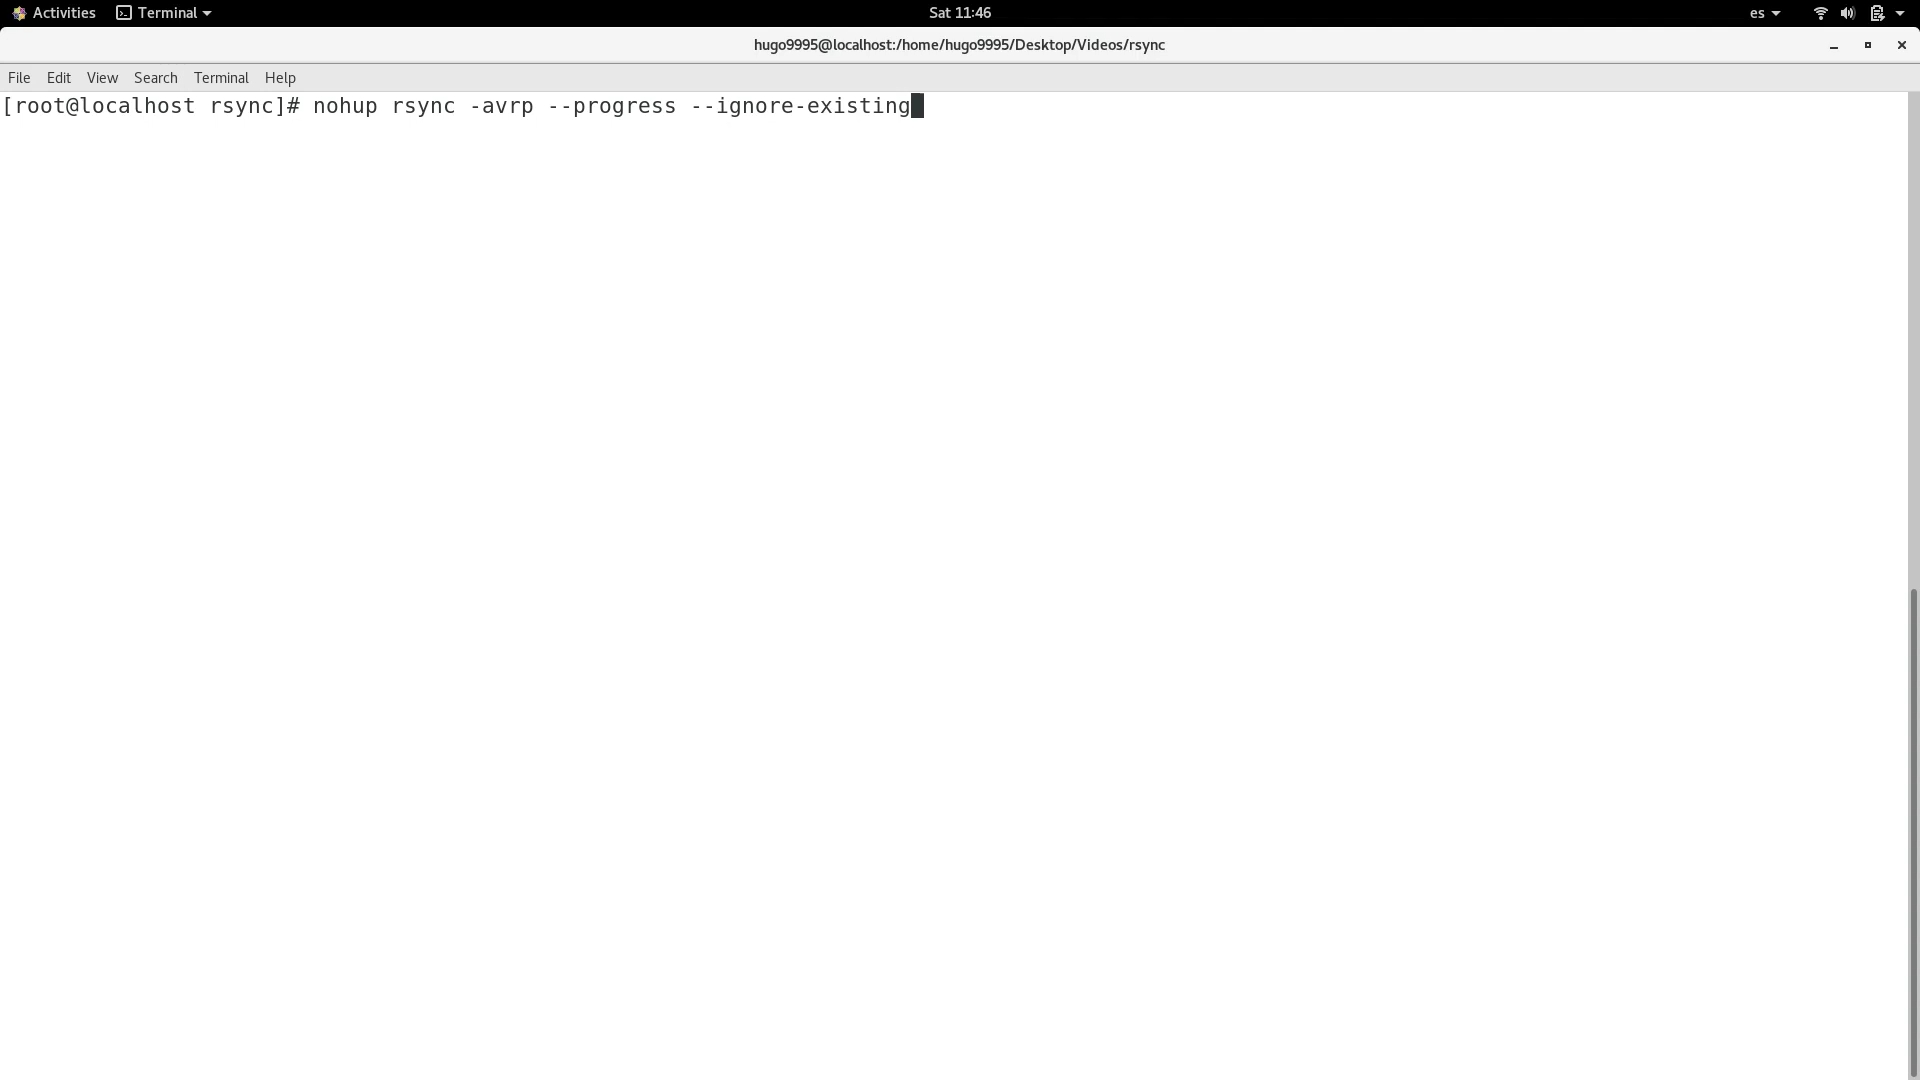 Activities Terminal Sat 11:46 es
hugo9995@localhost:/home/hugo9995/Desktop/Videos/rsync
File Edit View Search Terminal Help
[root@localhost rsync]# nohup rsync -avrp --progress --ignore-existing